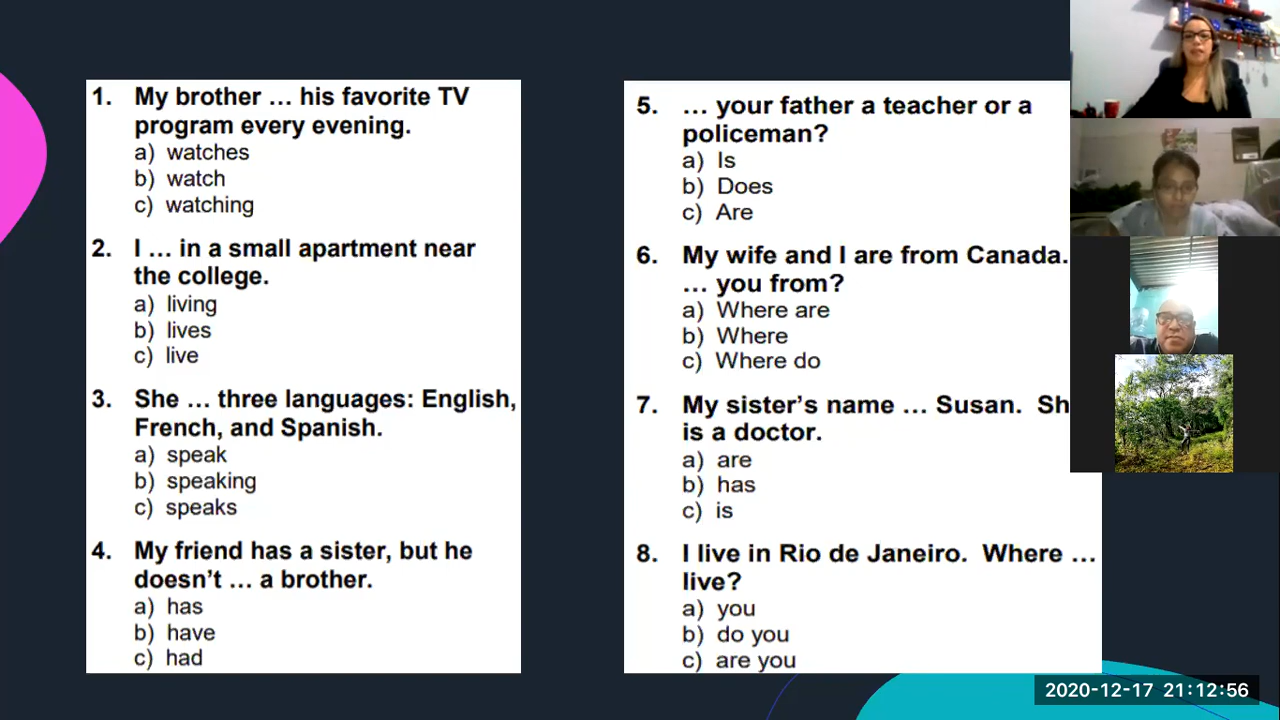 1. My brother … his favorite TV
program every evening.
a) watches
b) watch
c) watching
2. I … in a small apartment near
the college.
a) living
b) lives
c) live
3. She … three languages: English,
French, and Spanish.
a) speak
b) speaking
c) speaks
4. My friend has a sister, but he
doesn’t … a brother.
a) has
b) have
c) had
5. … your father a teacher or a
policeman?
a) Is
b) Does
c) Are
6. My wife and I are from Canada.
… you from?
a) Where are
b) Where
c) Where do
7. My sister’s name … Susan. Sh
is a doctor.
a) are
b) has
c) is
8. I live in Rio de Janeiro. Where …
live?
a) you
b) do you
c) are you
2020-12-17 21:12:56